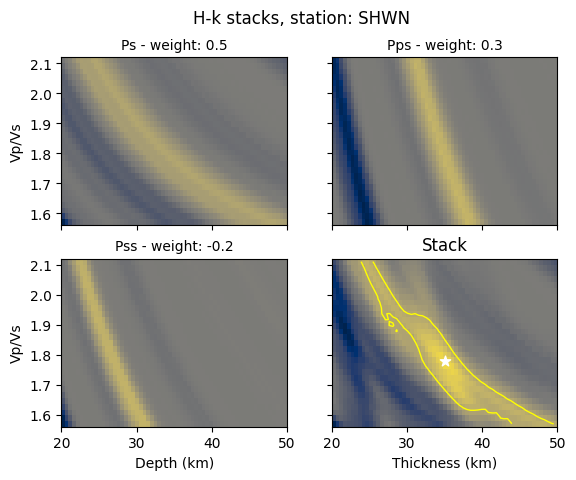 H-k stacks, station: SHWN
Ps - weight: 0.5
Pps - weight: 0.3
2.1
2.0
1.9
1.8
1.7
1.6
Vp/Vs
Pss - weight: -0.2
Stack
2.1
2.0
1.9
1.8
1.7
1.6
Vp/Vs
20 30 40 50
20 30 40 50
Depth (km)
Thickness (km)